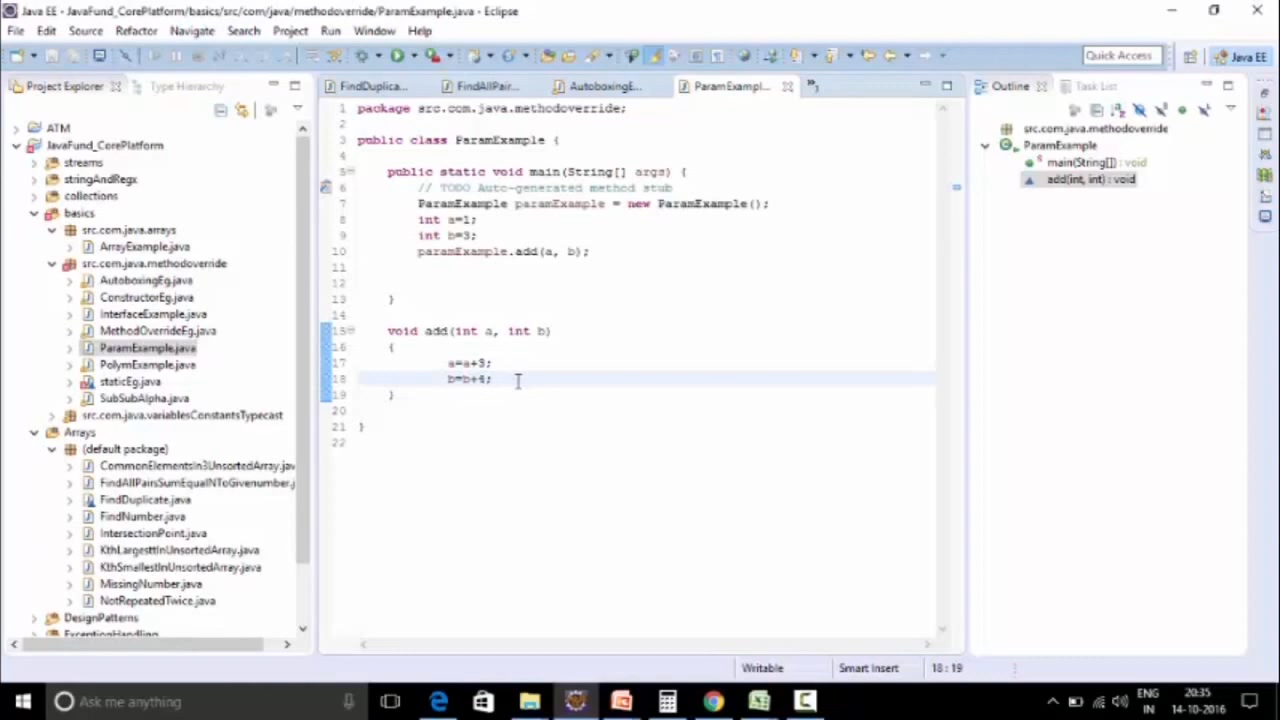 Java EE - JavaFund_CorePlatform/basics/src/com/java/methodoverride/ParamExample.java - Eclipse
File Edit Source Refactor Navigate Search Project Run Window Help
Quick Access
Java EE
Project Explorer
Type Hierarchy
ATM
JavaFund_CorePlatform
streams
stringAndRegx
collections
basics
src.com.java.arrays
ArrayExample.java
src.com.java.methodoverride
AutoboxingEg.java
ConstructorEg.java
InterfaceExample.java
MethodOverrideEg.java
ParamExample.java
PolymExample.java
staticEg.java
SubSubAlpha.java
src.com.java.variablesConstantsTypecast
Arrays
(default package)
CommonElementsIn3UnsortedArray.jav
FindAllPairsSumEqualNToGivenumber.j
FindDuplicate.java
FindNumber.java
IntersectionPoint.java
KthLargesttInUnsortedArray.java
KthSmallestInUnsortedArray.java
MissingNumber.java
NotRepeatedTwice.java
DesignPatterns
ExceptionHandling
FindDuplica... FindAllPair... AutoboxingE... ParamExampl...
1 package src.com.java.methodoverride;
2
3 public class ParamExample {
4
5 public static void main(String[] args) {
6 // TODO Auto-generated method stub
7 ParamExample paramExample = new ParamExample();
8 int a=1;
9 int b=3;
10 paramExample.add(a, b);
11
12
13 }
14
15 void add(int a, int b)
16 {
17 a=a+3;
18 b=b+4;
19 }
20
21 }
22
Outline
Task List
src.com.java.methodoverride
ParamExample
main(String[]) : void
add(int, int) : void
Writable
Smart Insert
18 : 19
Ask me anything
ENG
IN
20:35
14-10-2016